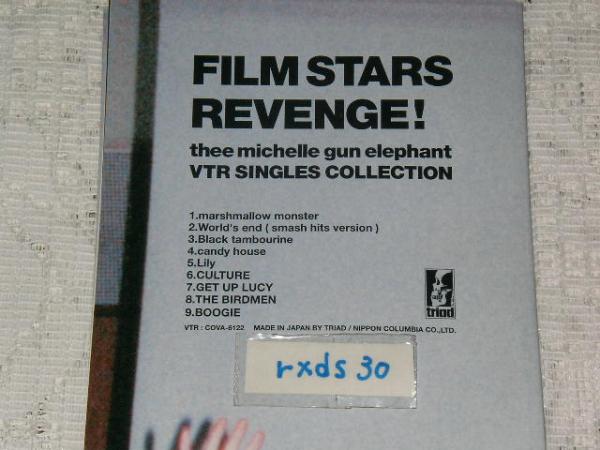 FILM STARS
REVENGE!
thee michelle gun elephant
VTR SINGLES COLLECTION
1.marshmallow monster
2.World's end ( smash hits version )
3.Black tambourine
4.candy house
5.Lily
6.CULTURE
7.GET UP LUCY
8.THE BIRDMEN
9.BOOGIE
triad
VTR : COVA-5122 MADE IN JAPAN BY TRIAD / NIPPON COLUMBIA CO.,LTD.
rxds 30